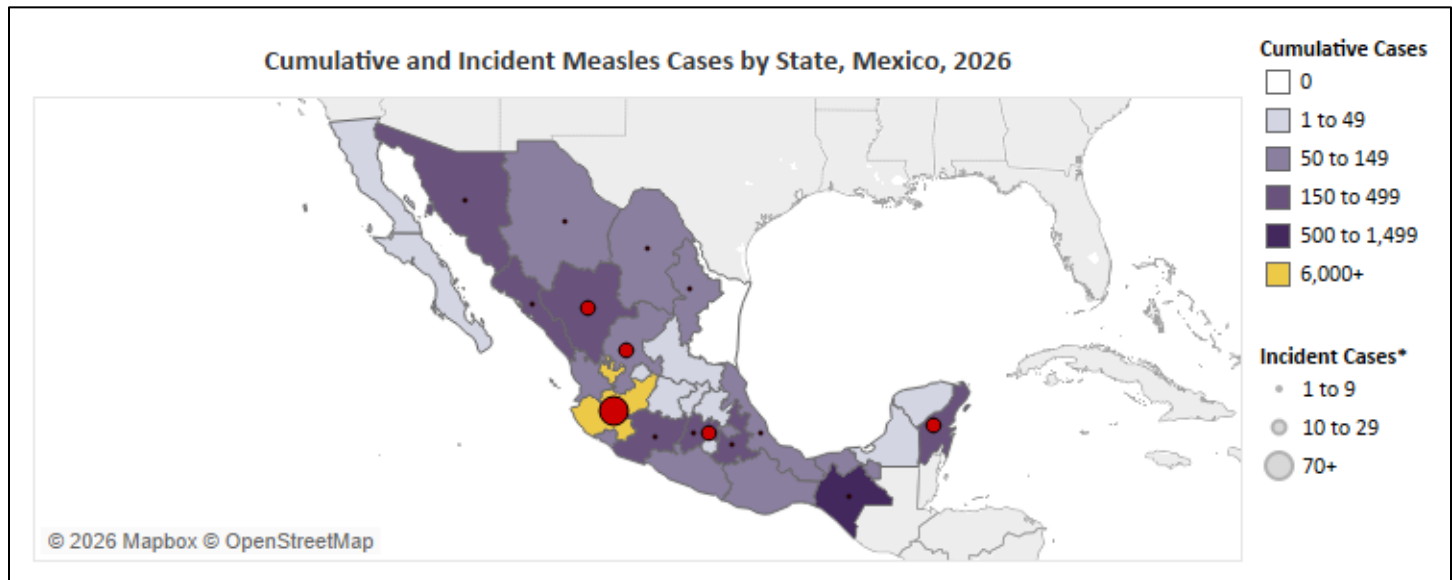 Cumulative and Incident Measles Cases by State, Mexico, 2026
Cumulative Cases
0
1 to 49
50 to 149
150 to 499
500 to 1,499
6,000+
Incident Cases*
1 to 9
10 to 29
70+
© 2026 Mapbox © OpenStreetMap